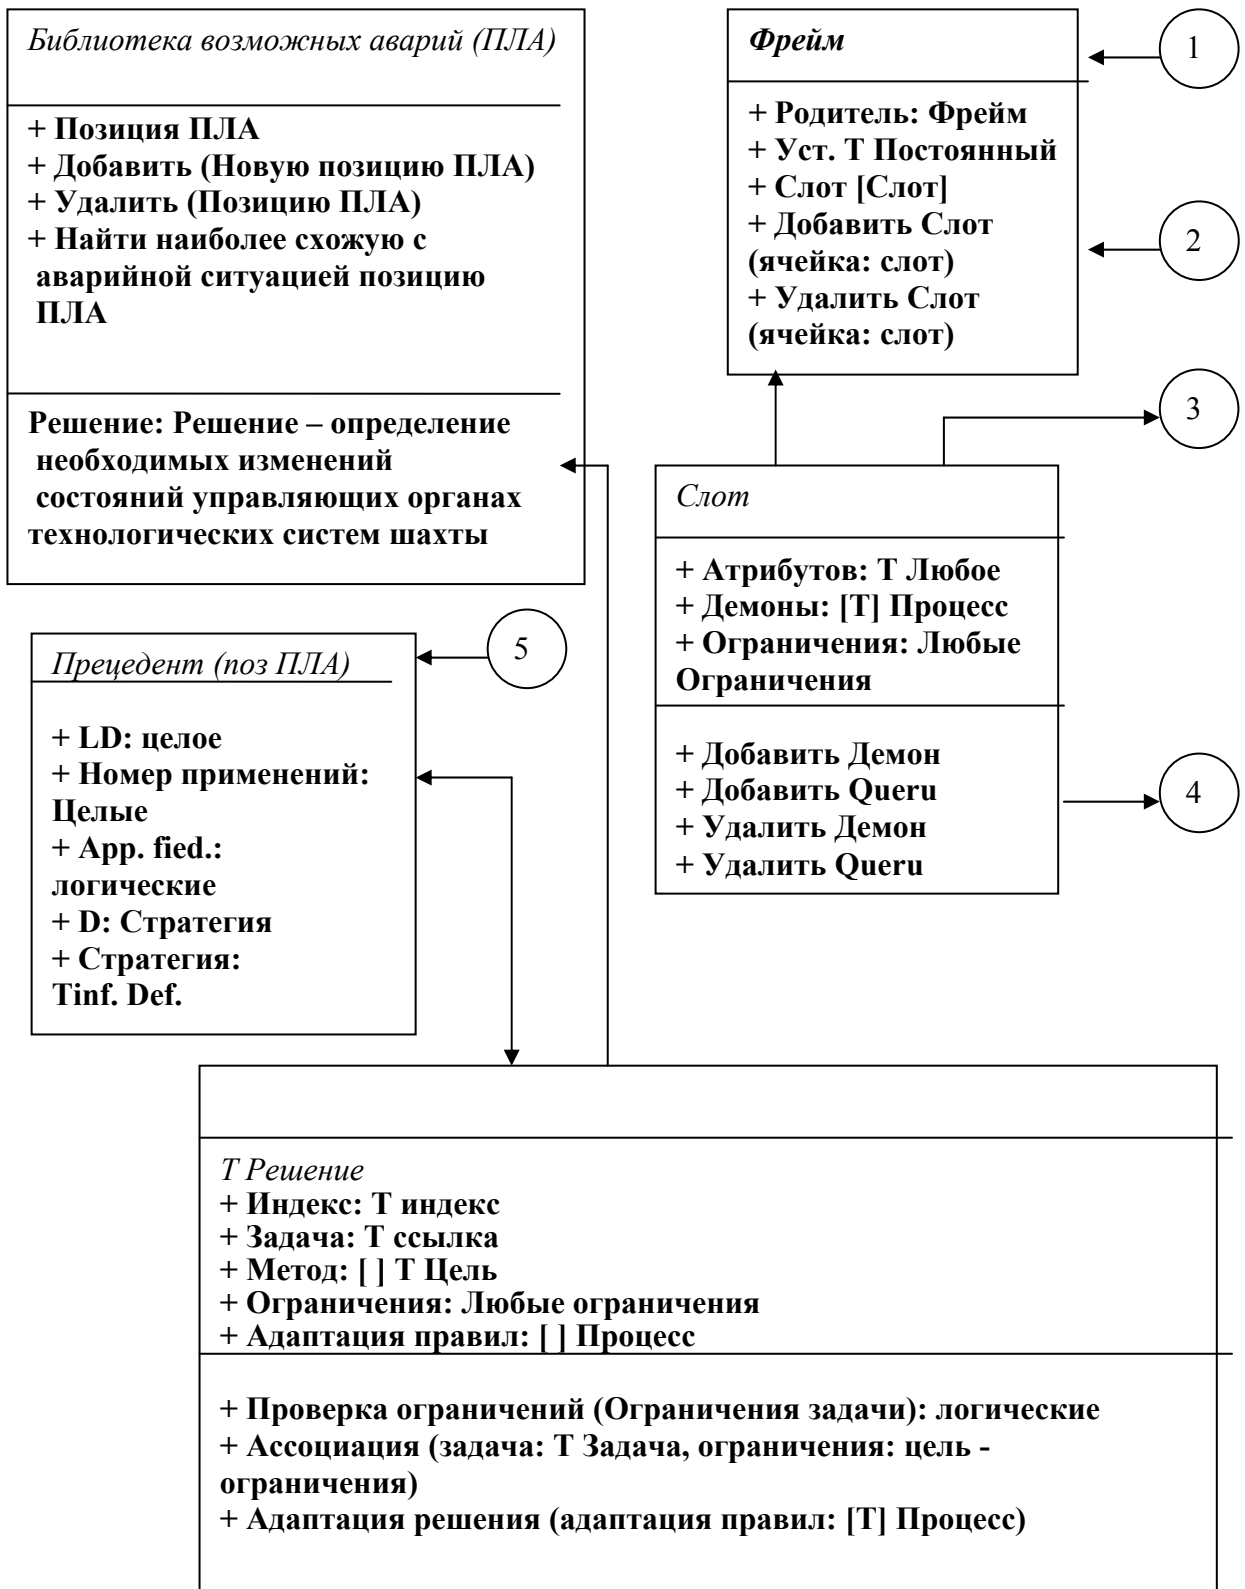 Библиотека возможных аварий (ПЛА)
+ Позиция ПЛА
+ Добавить (Новую позицию ПЛА)
+ Удалить (Позицию ПЛА)
+ Найти наиболее схожую с
аварийной ситуацией позицию
ПЛА
Решение: Решение – определение
необходимых изменений
состояний управляющих органах
технологических систем шахты
Фрейм
+ Родитель: Фрейм
+ Уст. Т Постоянный
+ Слот [Слот]
+ Добавить Слот
(ячейка: слот)
+ Удалить Слот
(ячейка: слот)
1
2
3
Слот
+ Атрибутов: Т Любое
+ Демоны: [Т] Процесс
+ Ограничения: Любые
Ограничения
+ Добавить Демон
+ Добавить Queru
+ Удалить Демон
+ Удалить Queru
4
5
Прецедент (поз ПЛА)
+ LD: целое
+ Номер применений:
Целые
+ App. fied.:
логические
+ D: Стратегия
+ Стратегия:
Tinf. Def.
Т Решение
+ Индекс: Т индекс
+ Задача: Т ссылка
+ Метод: [ ] Т Цель
+ Ограничения: Любые ограничения
+ Адаптация правил: [ ] Процесс
+ Проверка ограничений (Ограничения задачи): логические
+ Ассоциация (задача: Т Задача, ограничения: цель -
ограничения)
+ Адаптация решения (адаптация правил: [Т] Процесс)